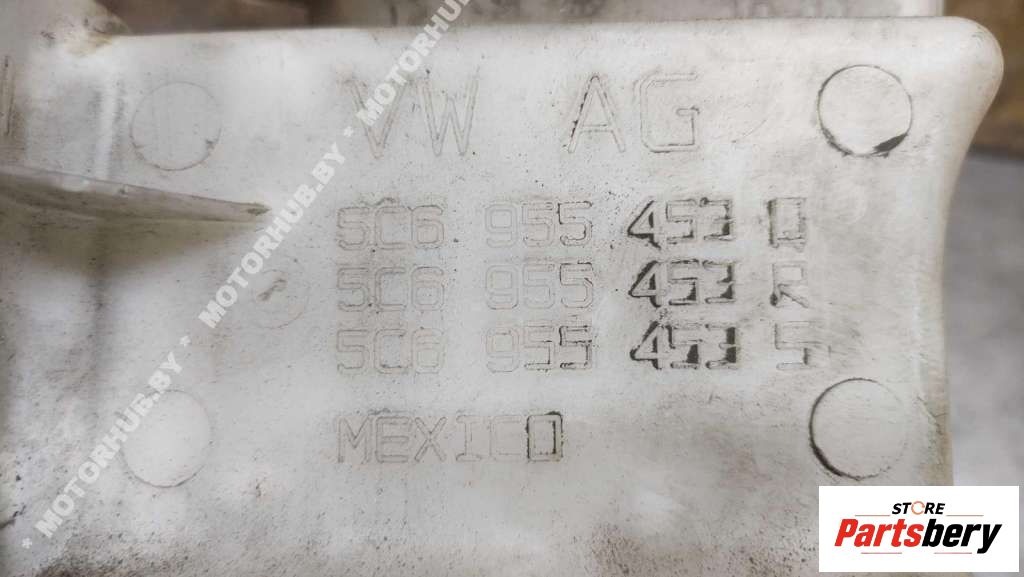 VW AG
5C6 955 453 Q
5C6 955 453 R
5C6 955 453 S
MEXICO
* MOTORHUB.BY * MOTORHUB.BY * MOTORHUB.BY * MOTORHUB.BY
STORE
Partsbery